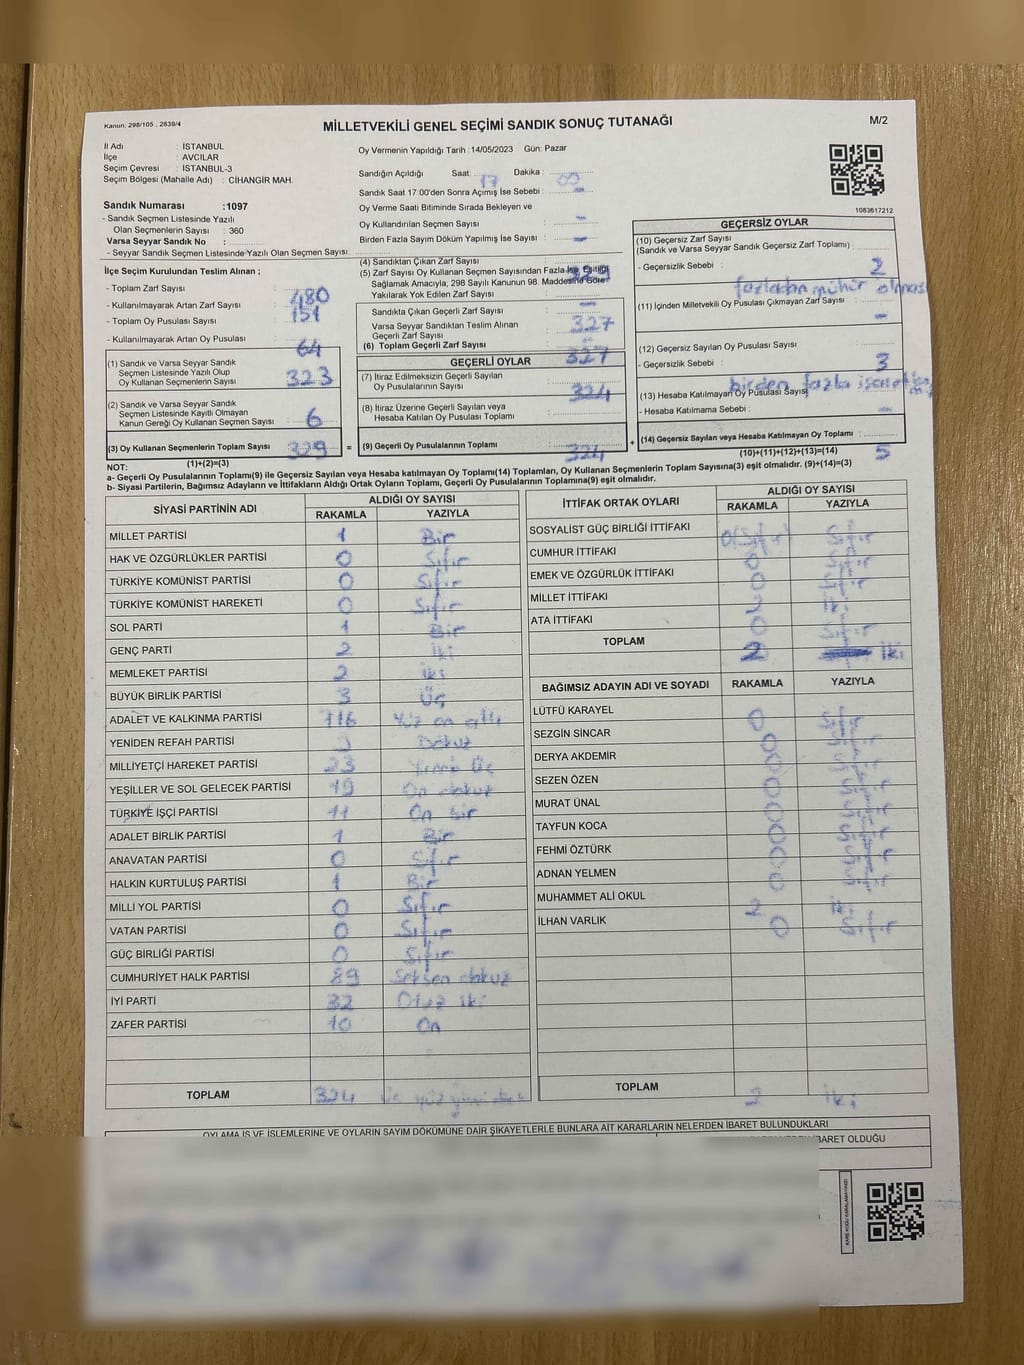 Kanun: 298/105 , 2839/4
MİLLETVEKİLİ GENEL SEÇİMİ SANDIK SONUÇ TUTANAĞI
M/2
İl Adı : İSTANBUL
İlçe : AVCILAR
Seçim Çevresi : İSTANBUL-3
Seçim Bölgesi (Mahalle Adı) : CİHANGİR MAH.
Oy Vermenin Yapıldığı Tarih : 14/05/2023 Gün: Pazar
Sandığın Açıldığı Saat: 17 Dakika :
Sandık Saat 17:00'den Sonra Açımış İse Sebebi : -
Oy Verme Saati Bitiminde Sırada Bekleyen ve
Oy Kullandırılan Seçmen Sayısı : -
Birden Fazla Sayım Döküm Yapılmış İse Sayısı : -
1083617212
Sandık Numarası :1097
- Sandık Seçmen Listesinde Yazılı
Olan Seçmenlerin Sayısı : 360
Varsa Seyyar Sandık No :
- Seyyar Sandık Seçmen Listesinde Yazılı Olan Seçmen Sayısı :
İlçe Seçim Kurulundan Teslim Alınan ;
- Toplam Zarf Sayısı : 480
- Kullanılmayarak Artan Zarf Sayısı : 151
- Toplam Oy Pusulası Sayısı :
- Kullanılmayarak Artan Oy Pusulası : 64
(1) Sandık ve Varsa Seyyar Sandık
Seçmen Listesinde Yazılı Olup
Oy Kullanan Seçmenlerin Sayısı : 323
(2) Sandık ve Varsa Seyyar Sandık
Seçmen Listesinde Kayıtlı Olmayan
Kanun Gereği Oy Kullanan Seçmen Sayısı : 6
(3) Oy Kullanan Seçmenlerin Toplam Sayısı : 329
(1)+(2)=(3)
(4) Sandıktan Çıkan Zarf Sayısı : 329
(5) Zarf Sayısı Oy Kullanan Seçmen Sayısından Fazla İse, Eşitliği
Sağlamak Amacıyla, 298 Sayılı Kanunun 98. Maddesine Göre
Yakılarak Yok Edilen Zarf Sayısı : -
Sandıkta Çıkan Geçerli Zarf Sayısı : 327
Varsa Seyyar Sandıktan Teslim Alınan
Geçerli Zarf Sayısı : -
(6) Toplam Geçerli Zarf Sayısı : 327
GEÇERLİ OYLAR
(7) İtiraz Edilmeksizin Geçerli Sayılan
Oy Pusulalarının Sayısı : 324
(8) İtiraz Üzerine Geçerli Sayılan veya
Hesaba Katılan Oy Pusulası Toplamı :
= (9) Geçerli Oy Pusulalarının Toplamı : 324
GEÇERSİZ OYLAR
(10) Geçersiz Zarf Sayısı
(Sandık ve Varsa Seyyar Sandık Geçersiz Zarf Toplamı) : 2
- Geçersizlik Sebebi : fazladan mühür olması
(11) İçinden Milletvekili Oy Pusulası Çıkmayan Zarf Sayısı : -
(12) Geçersiz Sayılan Oy Pusulası Sayısı : 3
- Geçersizlik Sebebi : birden fazla
(13) Hesaba Katılmayan Oy Pusulası Sayısı : -
- Hesaba Katılmama Sebebi :
+ (14) Geçersiz Sayılan veya Hesaba Katılmayan Oy Toplamı : 5
(10)+(11)+(12)+(13)=(14)
NOT:
a- Geçerli Oy Pusulalarının Toplamı(9) ile Geçersiz Sayılan veya Hesaba katılmayan Oy Toplamı(14) Toplamları, Oy Kullanan Seçmenlerin Toplam Sayısına(3) eşit olmalıdır. (9)+(14)=(3)
b- Siyasi Partilerin, Bağımsız Adayların ve İttifakların Aldığı Ortak Oyların Toplamı, Geçerli Oy Pusulalarının Toplamına(9) eşit olmalıdır.
SİYASİ PARTİNİN ADI ALDIĞI OY SAYISI
RAKAMLA YAZIYLA
MİLLET PARTİSİ 1 Bir
HAK VE ÖZGÜRLÜKLER PARTİSİ 0 Sıfır
TÜRKİYE KOMÜNİST PARTİSİ 0 Sıfır
TÜRKİYE KOMÜNİST HAREKETİ 0 Sıfır
SOL PARTİ 1 Bir
GENÇ PARTİ 2 İki
MEMLEKET PARTİSİ 2 iki
BÜYÜK BİRLİK PARTİSİ 3 Üç
ADALET VE KALKINMA PARTİSİ 116 Yüz on altı
YENİDEN REFAH PARTİSİ 9 Dokuz
MİLLİYETÇİ HAREKET PARTİSİ 23 Yirmi Üç
YEŞİLLER VE SOL GELECEK PARTİSİ 19 On dokuz
TÜRKİYE İŞÇİ PARTİSİ 11 On bir
ADALET BİRLİK PARTİSİ 1 Bir
ANAVATAN PARTİSİ 0 Sıfır
HALKIN KURTULUŞ PARTİSİ 1 Bir
MİLLİ YOL PARTİSİ 0 Sıfır
VATAN PARTİSİ 0 Sıfır
GÜÇ BİRLİĞİ PARTİSİ 0 Sıfır
CUMHURİYET HALK PARTİSİ 89 Seksen dokuz
İYİ PARTİ 32 Otuz iki
ZAFER PARTİSİ 10 On
TOPLAM 324 Üç yüz yirmi dört
İTTİFAK ORTAK OYLARI ALDIĞI OY SAYISI
RAKAMLA YAZIYLA
SOSYALİST GÜÇ BİRLİĞİ İTTİFAKI 0(Sıfır) Sıfır
CUMHUR İTTİFAKI 0 Sıfır
EMEK VE ÖZGÜRLÜK İTTİFAKI 0 Sıfır
MİLLET İTTİFAKI 2 iki
ATA İTTİFAKI 0 Sıfır
TOPLAM 2 İki
BAĞIMSIZ ADAYIN ADI VE SOYADI RAKAMLA YAZIYLA
LÜTFÜ KARAYEL 0 Sıfır
SEZGİN SİNCAR 0 Sıfır
DERYA AKDEMİR 0 Sıfır
SEZEN ÖZEN 0 Sıfır
MURAT ÜNAL 0 Sıfır
TAYFUN KOCA 0 Sıfır
FEHMİ ÖZTÜRK 0 Sıfır
ADNAN YELMEN 0 Sıfır
MUHAMMET ALİ OKUL 2 iki
İLHAN VARLIK 0 Sıfır
TOPLAM 2 İki
OYLAMA İŞ VE İŞLEMLERİNE VE OYLARIN SAYIM DÖKÜMÜNE DAİR ŞİKAYETLERLE BUNLARA AİT KARARLARIN NELERDEN İBARET BULUNDUKLARI
İBARET OLDUĞU